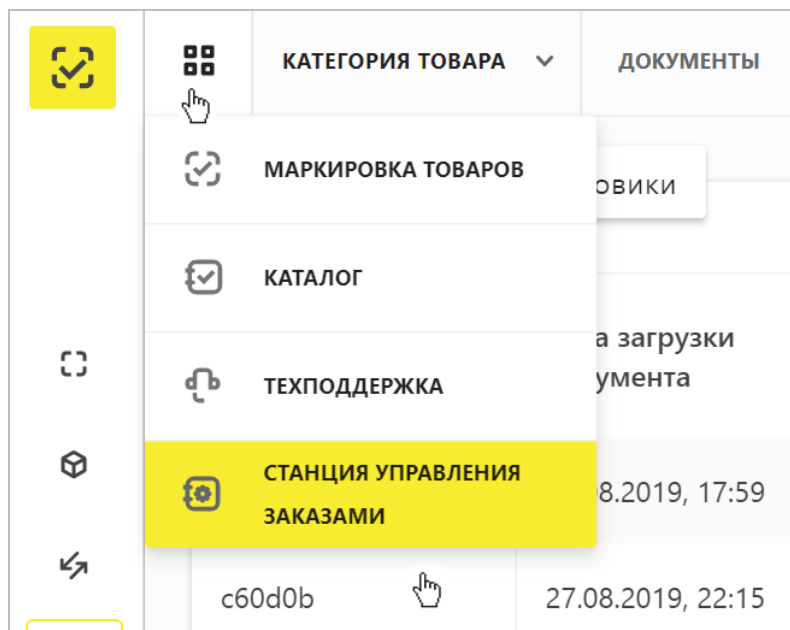 КАТЕГОРИЯ ТОВАРА
ДОКУМЕНТЫ
МАРКИРОВКА ТОВАРОВ
овики
КАТАЛОГ
а загрузки
умента
ТЕХПОДДЕРЖКА
СТАНЦИЯ УПРАВЛЕНИЯ
ЗАКАЗАМИ
8.2019, 17:59
c60d0b
27.08.2019, 22:15